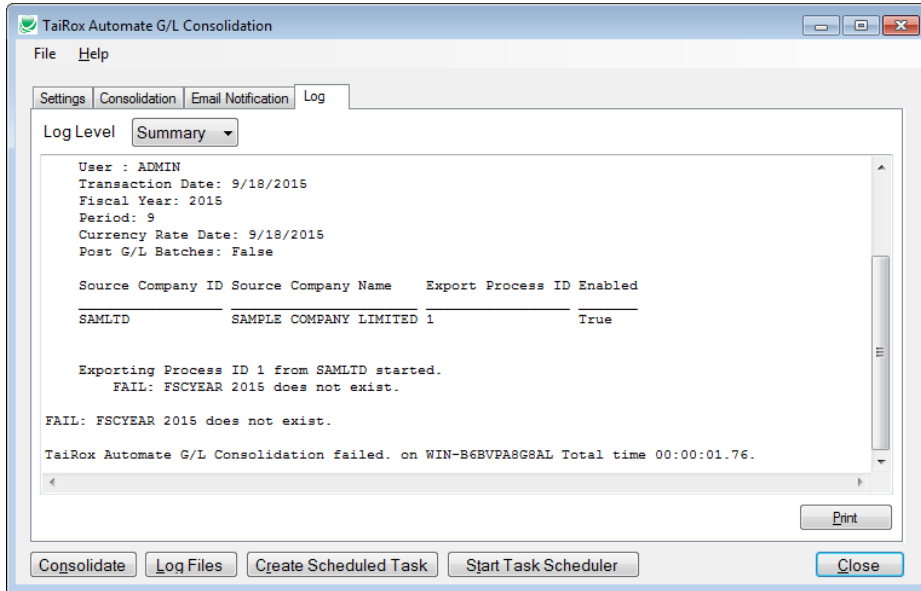 TaiRox Automate G/L Consolidation
File Help
Settings Consolidation Email Notification Log
Log Level Summary
User : ADMIN
Transaction Date: 9/18/2015
Fiscal Year: 2015
Period: 9
Currency Rate Date: 9/18/2015
Post G/L Batches: False
Source Company ID Source Company Name Export Process ID Enabled
SAMLTD SAMPLE COMPANY LIMITED 1 True
Exporting Process ID 1 from SAMLTD started.
FAIL: FSCYEAR 2015 does not exist.
FAIL: FSCYEAR 2015 does not exist.
TaiRox Automate G/L Consolidation failed. on WIN-B6BVPA8G8AL Total time 00:00:01.76.
Print
Consolidate Log Files Create Scheduled Task Start Task Scheduler Close